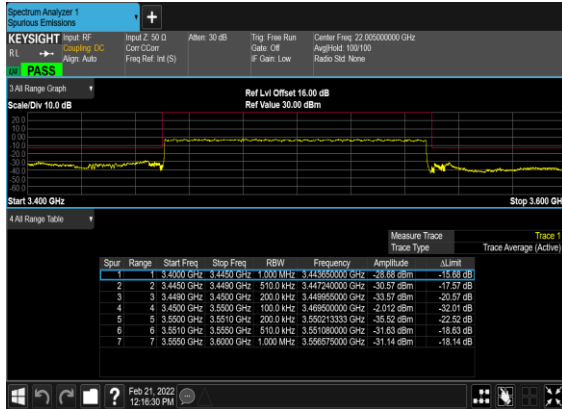 Spectrum Analyzer 1
Spurious Emissions
+
KEYSIGHT Input: RF Input Z: 50 Ω Atten: 30 dB Trig: Free Run Center Freq: 22.005000000 GHz
RL Coupling: DC Corr CCorr Gate: Off Avg|Hold: 100/100
Align: Auto Freq Ref: Int (S) IF Gain: Low Radio Std: None
PASS
3 All Range Graph Ref Lvl Offset 16.00 dB
Scale/Div 10.0 dB Ref Value 30.00 dBm
20.0
10.0
0.00
-10.0
-20.0
-30.0
-40.0
-50.0
-60.0
Start 3.400 GHz Stop 3.600 GH
4 All Range Table
Measure Trace Trace 1
Trace Type Trace Average (Active)
Spur Range Start Freq Stop Freq RBW Frequency Amplitude ΔLimit
1 1 3.4000 GHz 3.4450 GHz 1.000 MHz 3.443650000 GHz -28.68 dBm -15.68 dB
2 2 3.4450 GHz 3.4490 GHz 510.0 kHz 3.447240000 GHz -30.57 dBm -17.57 dB
3 3 3.4490 GHz 3.4500 GHz 200.0 kHz 3.449955000 GHz -33.57 dBm -20.57 dB
4 4 3.4500 GHz 3.5500 GHz 100.0 kHz 3.469500000 GHz -2.012 dBm -32.01 dB
5 5 3.5500 GHz 3.5510 GHz 200.0 kHz 3.550213333 GHz -35.52 dBm -22.52 dB
6 6 3.5510 GHz 3.5550 GHz 510.0 kHz 3.551080000 GHz -31.63 dBm -18.63 dB
7 7 3.5550 GHz 3.6000 GHz 1.000 MHz 3.556575000 GHz -31.14 dBm -18.14 dB
? Feb 21, 2022
12:16:30 PM